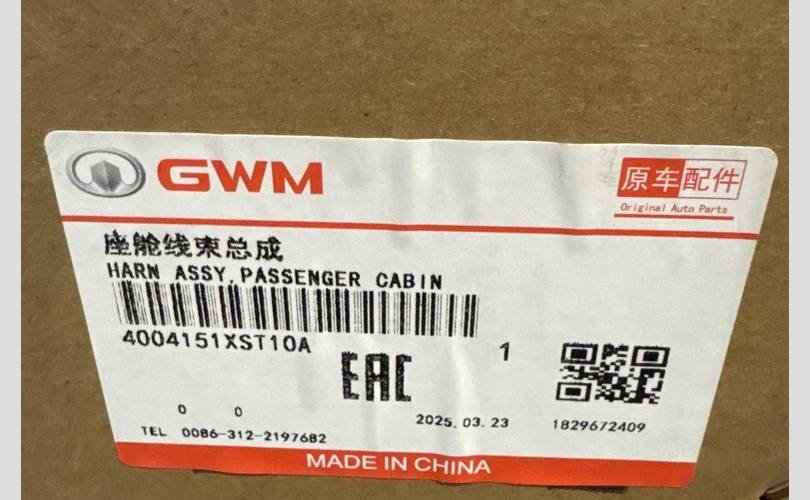 GWM
原车配件
Original Auto Parts
座舱线束总成
HARN ASSY,PASSENGER CABIN
4004151XST10A
1
EAC
0 0
2025.03.23
1829672409
TEL 0086-312-2197682
MADE IN CHINA